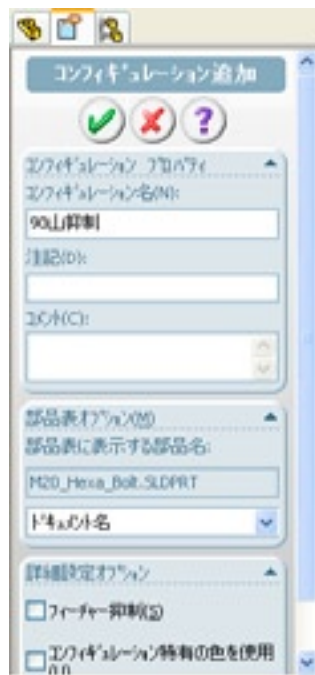 コンフィギュレーション追加
?
コンフィギュレーション プロパティ
コンフィギュレーション名(N):
90山抑制
注記(D):
コメント(C):
部品表オプション(M)
部品表に表示する部品名:
M20_Hexa_Bolt.SLDPRT
ドキュメント名
詳細設定オプション
フィーチャー抑制(S)
コンフィギュレーション特有の色を使用